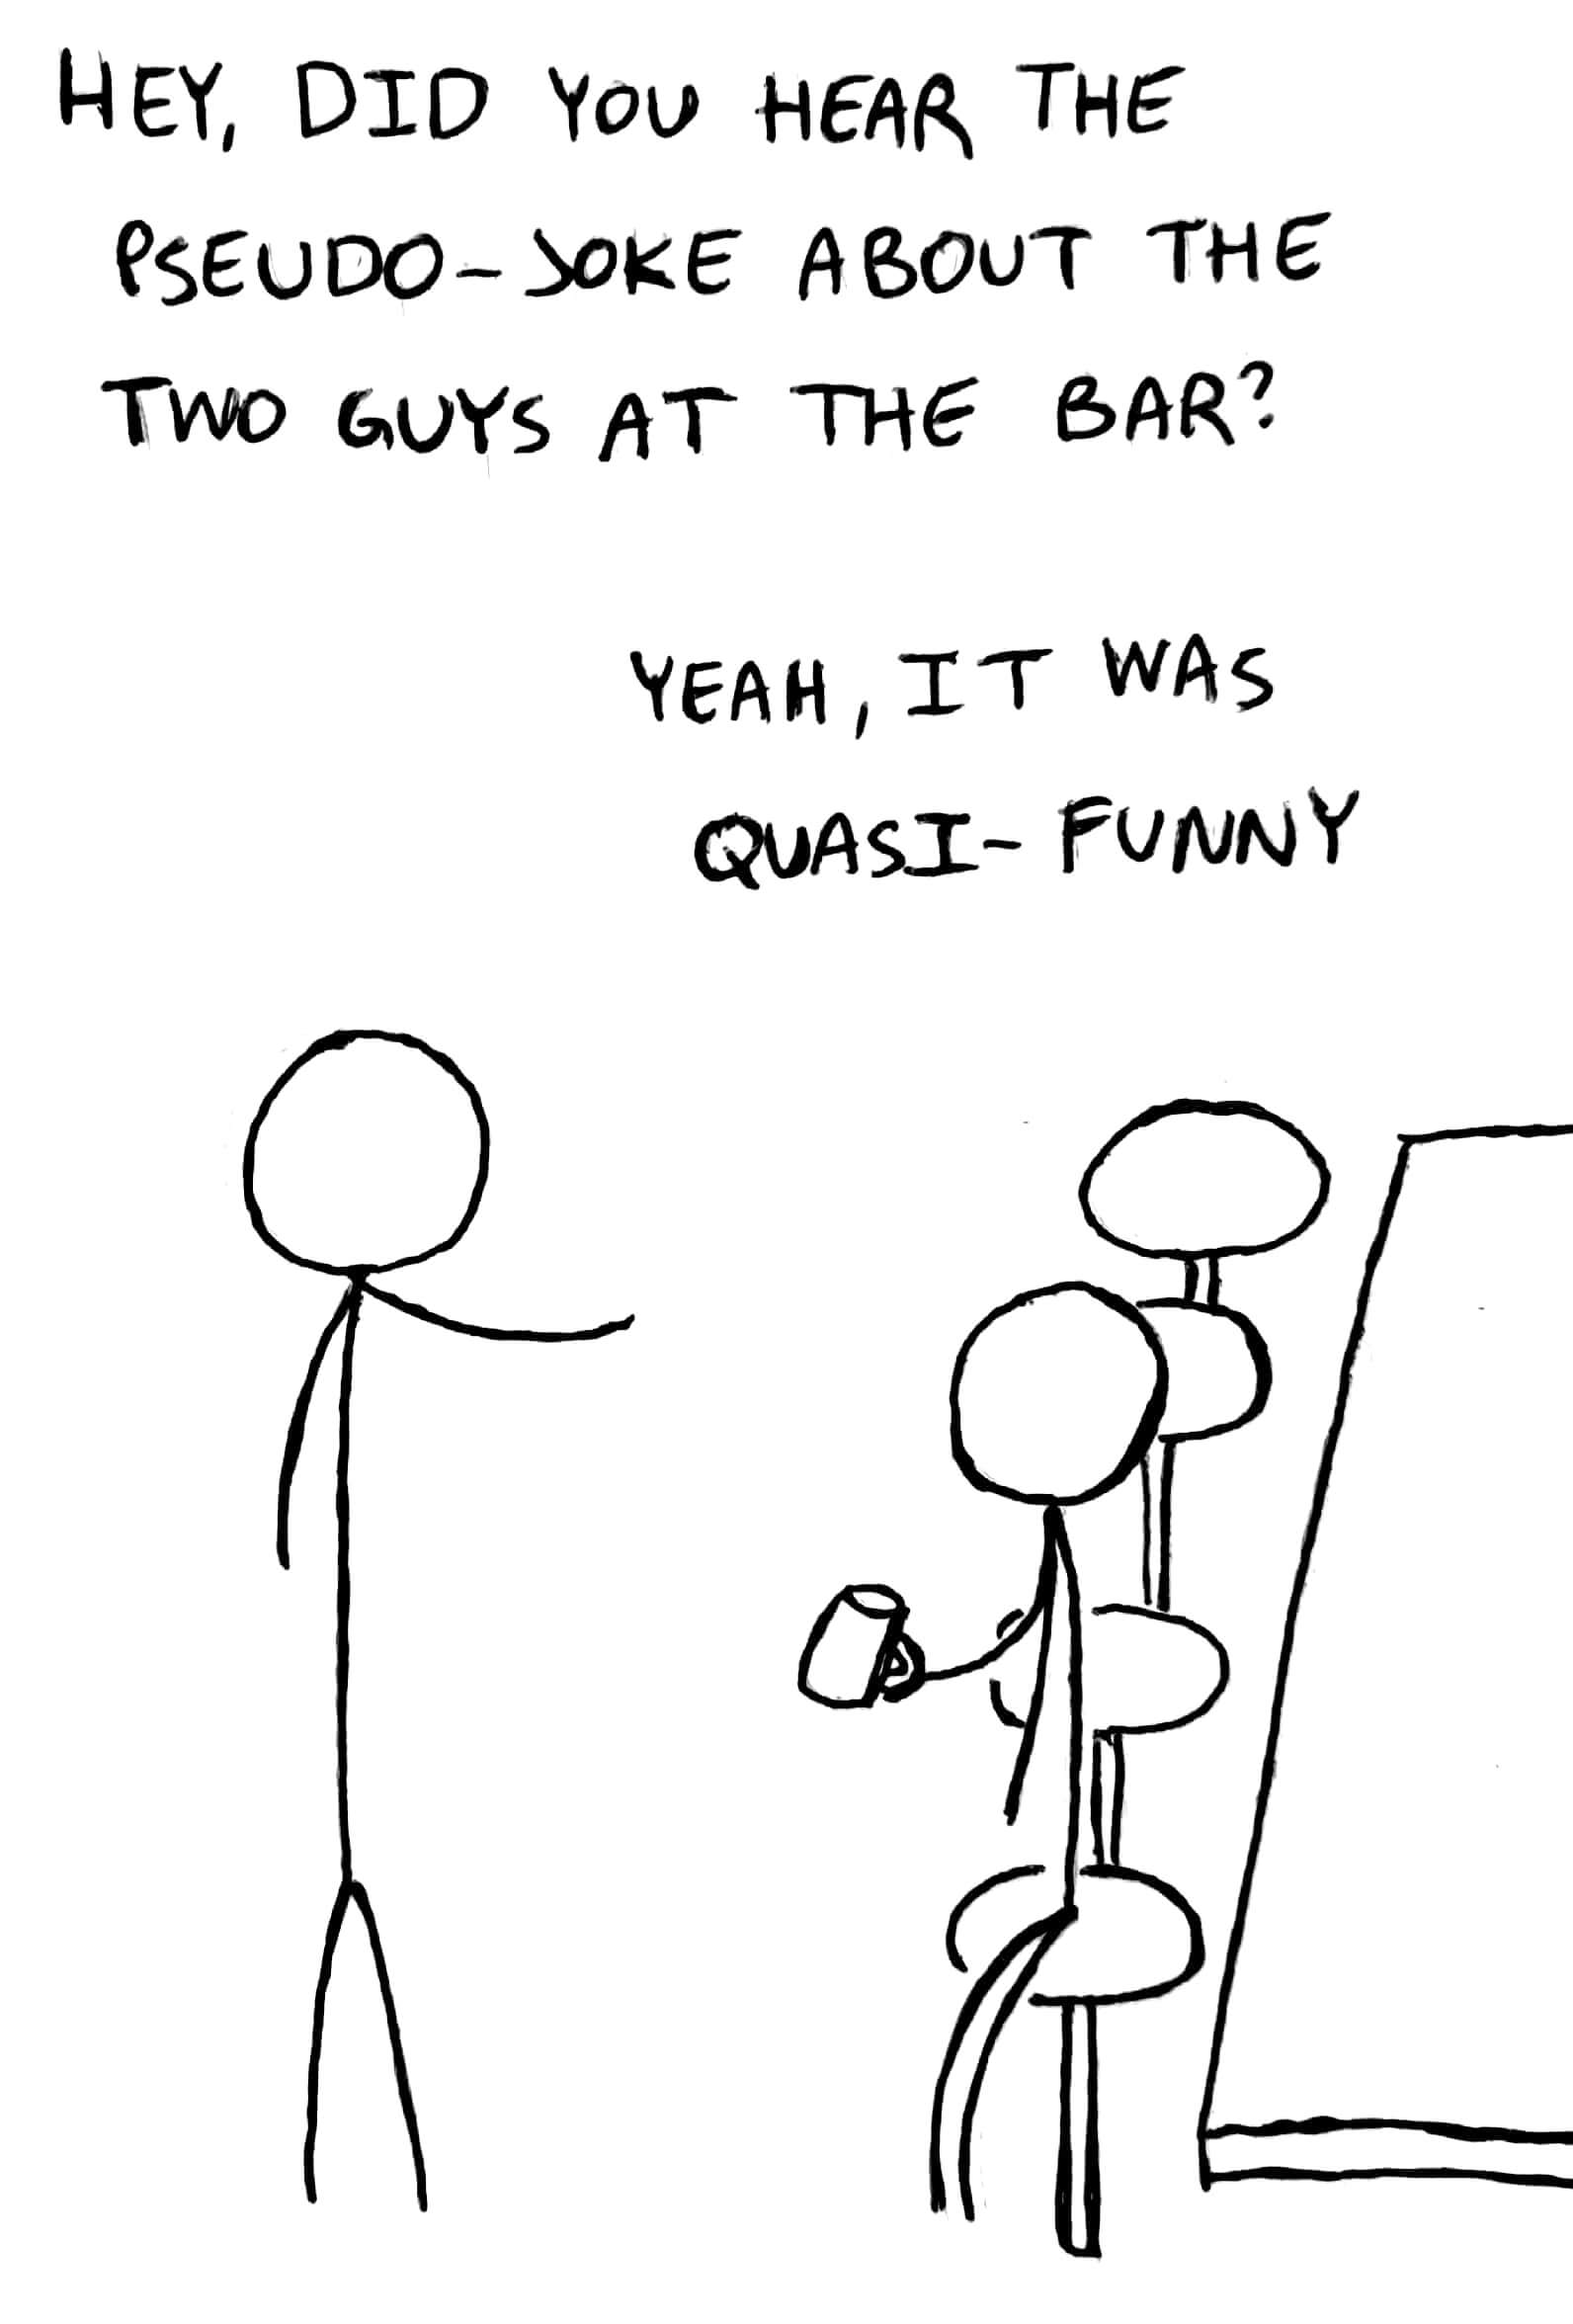 HEY, DID YOU HEAR THE
PSEUDO-JOKE ABOUT THE
TWO GUYS AT THE BAR?
YEAH, IT WAS
QUASI-FUNNY